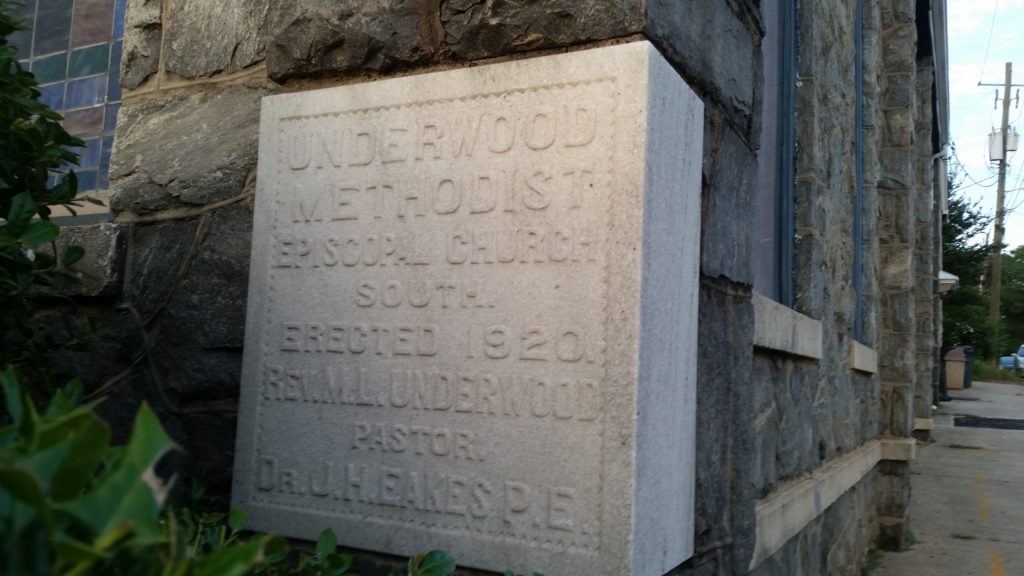 UNDERWOOD
METHODIST
EPISCOPAL CHURCH
SOUTH.
ERECTED 1920.
REV. M. L. UNDERWOOD
PASTOR.
DR. J. H. EAKES P. E.